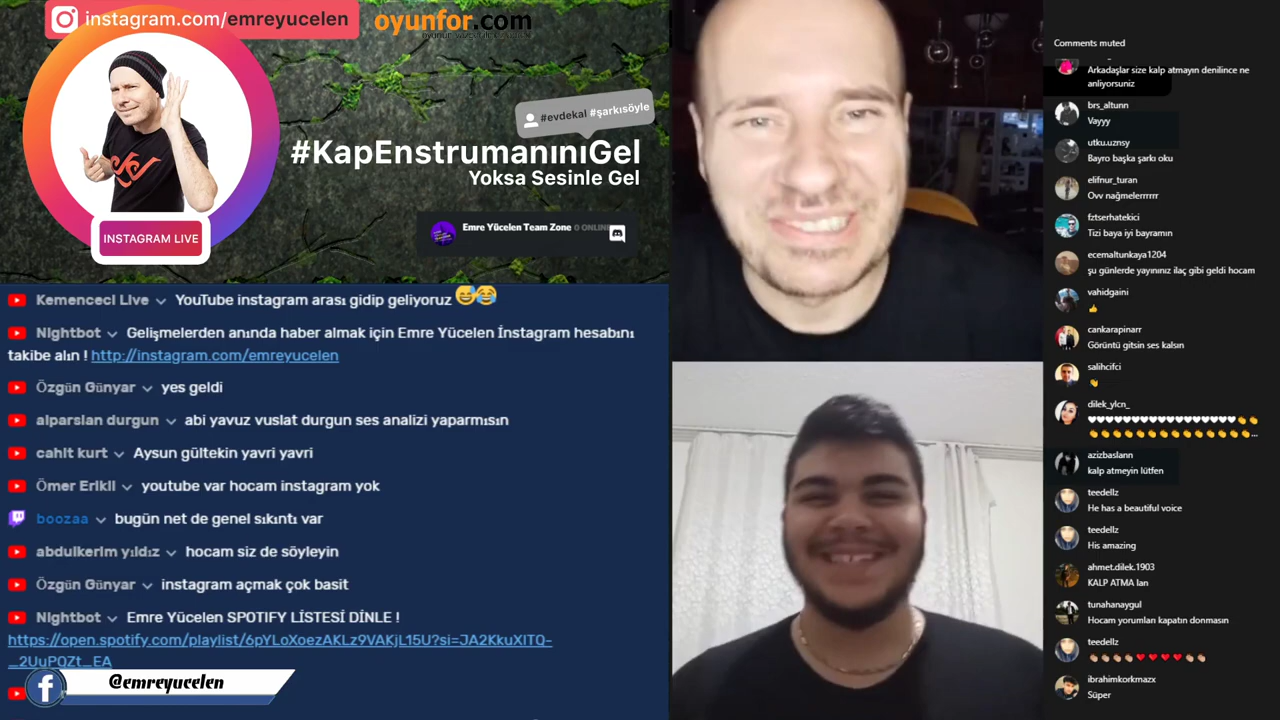 instagram.com/emreyucelen
oyunfor.com
#evdekal #şarkısöyle
#KapEnstrumanınıGel
Yoksa Sesinle Gel
INSTAGRAM LIVE
Emre Yücelen Team Zone 0 ONLINE
Kemenceci Live YouTube instagram arası gidip geliyoruz 😅😂
Nightbot Gelişmelerden anında haber almak için Emre Yücelen İnstagram hesabını
takibe alın ! http://instagram.com/emreyucelen
Özgün Günyar yes geldi
alparslan durgun abi yavuz vuslat durgun ses analizi yaparmısın
cahit kurt Aysun gültekin yavri yavri
Ömer Erikli youtube var hocam instagram yok
boozaa bugün net de genel sıkıntı var
abdulkerim yıldız hocam siz de söyleyin
Özgün Günyar instagram açmak çok basit
Nightbot Emre Yücelen SPOTIFY LİSTESİ DİNLE !
https://open.spotify.com/playlist/6pYLoXoezAKLz9VAKjL15U?si=JA2KkuXITQ-
_2UuPQZt_EA
@emreyucelen
Comments muted
Arkadaşlar size kalp atmayın denilince ne
anlıyorsunuz
brs_altunn
Vayyy
utku.uznsy
Bayro başka şarkı oku
elifnur_turan
Ovv nağmelerrrrrr
fztserhatekici
Tizi baya iyi bayramın
ecemaltunkaya1204
şu günlerde yayınınız ilaç gibi geldi hocam
vahidgaini
👍
cankarapinarr
Görüntü gitsin ses kalsın
salihcifci
👏
dilek_ylcn_
🤍🤍🤍🤍🤍🤍🤍🤍🤍🤍🤍🤍🤍🤍🤍🤍🤍👏👏
👏👏👏👏👏👏👏👏👏👏👏👏👏👏...
azizbaslann
kalp atmeyin lütfen
teedellz
He has a beautiful voice
teedellz
His amazing
ahmet.dilek.1903
KALP ATMA lan
tunahanaygul
Hocam yorumları kapatın donmasın
teedellz
👏🏽👏🏽👏🏽👏🏽❤️❤️❤️❤️👏🏽👏🏽
ibrahimkorkmazx
Süper